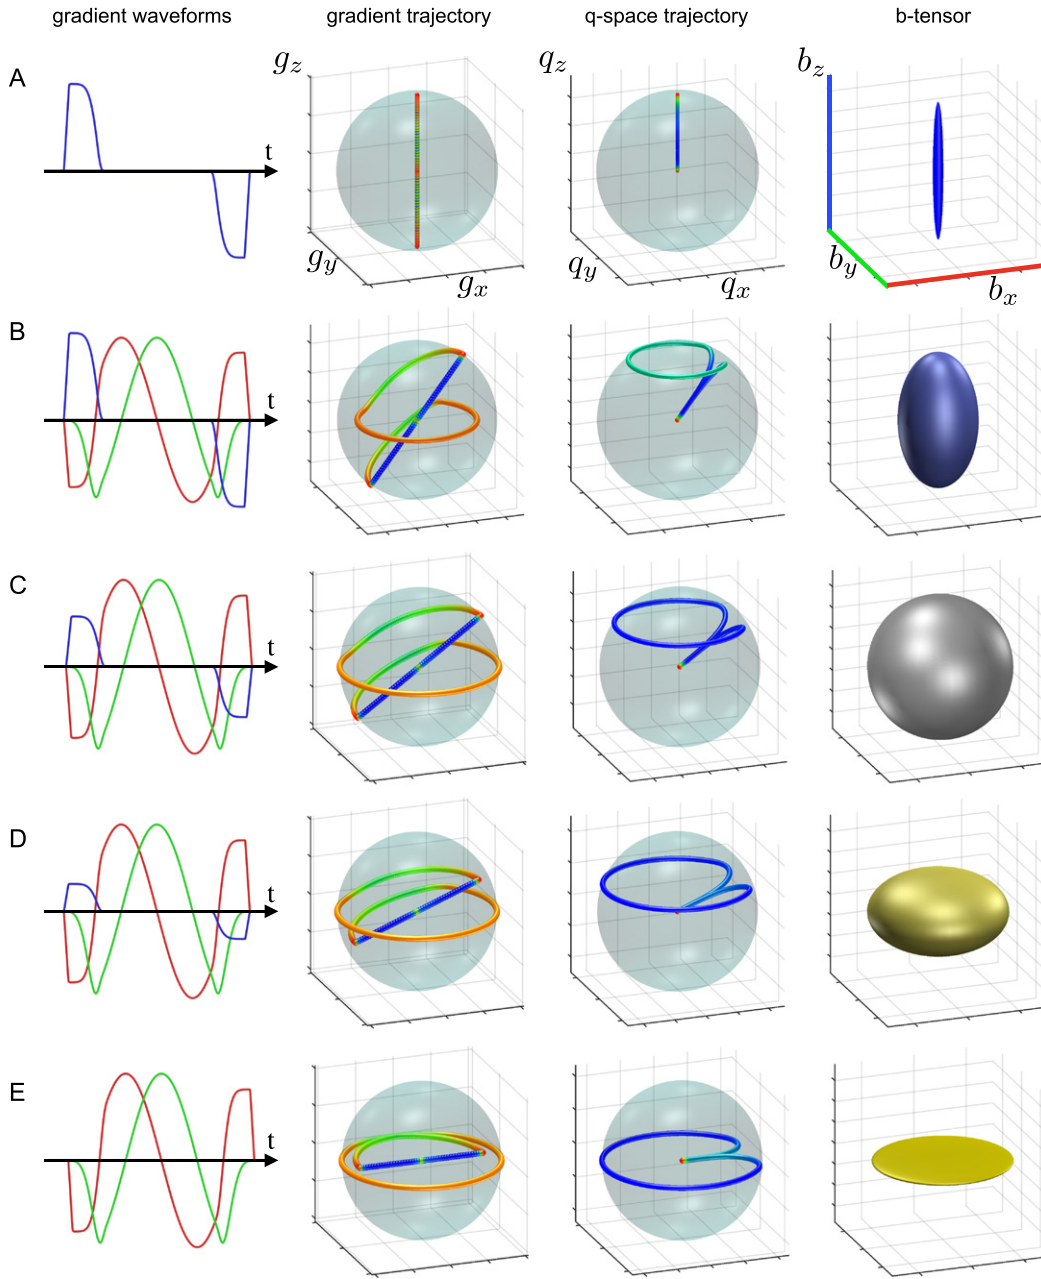 gradient waveforms gradient trajectory q-space trajectory b-tensor
A
t
g_z
g_y
g_x
q_z
q_y
q_x
b_z
b_y
b_x
B
t
C
t
D
t
E
t